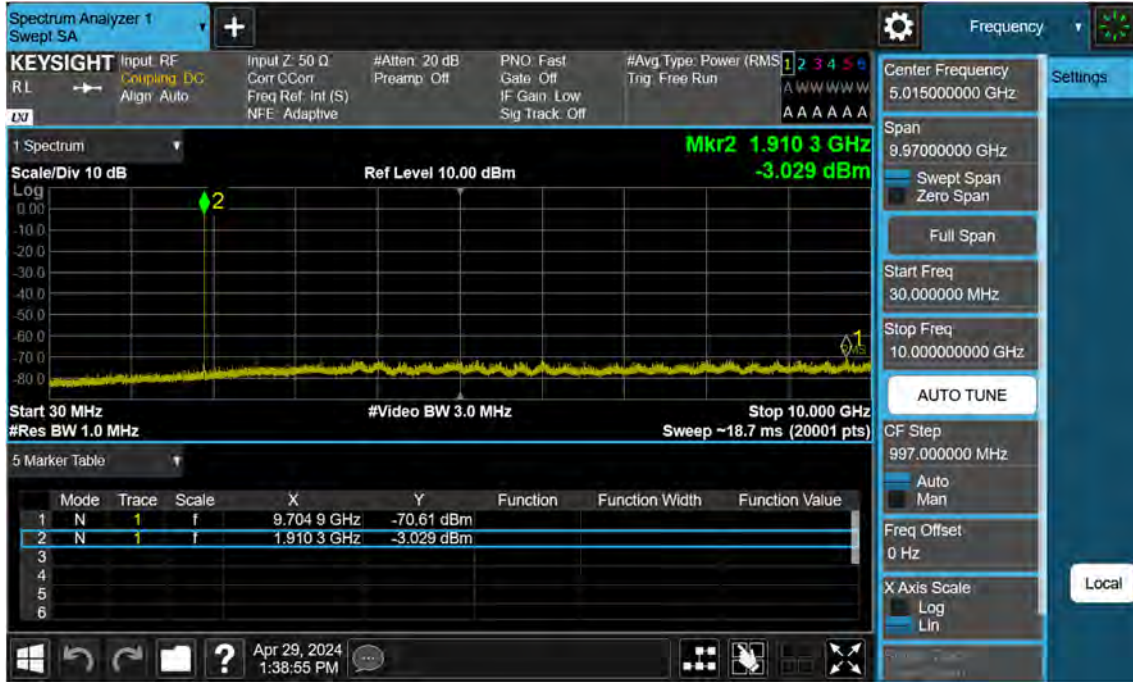 Spectrum Analyzer 1
Swept SA
+
Frequency
KEYSIGHT
RL
LXI
Input: RF
Coupling: DC
Align: Auto
Input Z: 50 Ω
Corr CCorr
Freq Ref: Int (S)
NFE: Adaptive
#Atten: 20 dB
Preamp: Off
PNO: Fast
Gate: Off
IF Gain: Low
Sig Track: Off
#Avg Type: Power (RMS
Trig: Free Run
1 2 3 4 5 6
A W W W W W
A A A A A A
1 Spectrum
Scale/Div 10 dB
Ref Level 10.00 dBm
Mkr2 1.910 3 GHz
-3.029 dBm
Log
0.00
-10.0
-20.0
-30.0
-40.0
-50.0
-60.0
-70.0
-80.0
2
1
RMS
Start 30 MHz
#Video BW 3.0 MHz
Stop 10.000 GHz
#Res BW 1.0 MHz
Sweep ~18.7 ms (20001 pts)
5 Marker Table
Mode Trace Scale X Y Function Function Width Function Value
1 N 1 f 9.704 9 GHz -70.61 dBm
2 N 1 f 1.910 3 GHz -3.029 dBm
3
4
5
6
?
Apr 29, 2024
1:38:55 PM
Center Frequency
5.015000000 GHz
Span
9.97000000 GHz
Swept Span
Zero Span
Full Span
Start Freq
30.000000 MHz
Stop Freq
10.000000000 GHz
AUTO TUNE
CF Step
997.000000 MHz
Auto
Man
Freq Offset
0 Hz
X Axis Scale
Log
Lin
Settings
Local